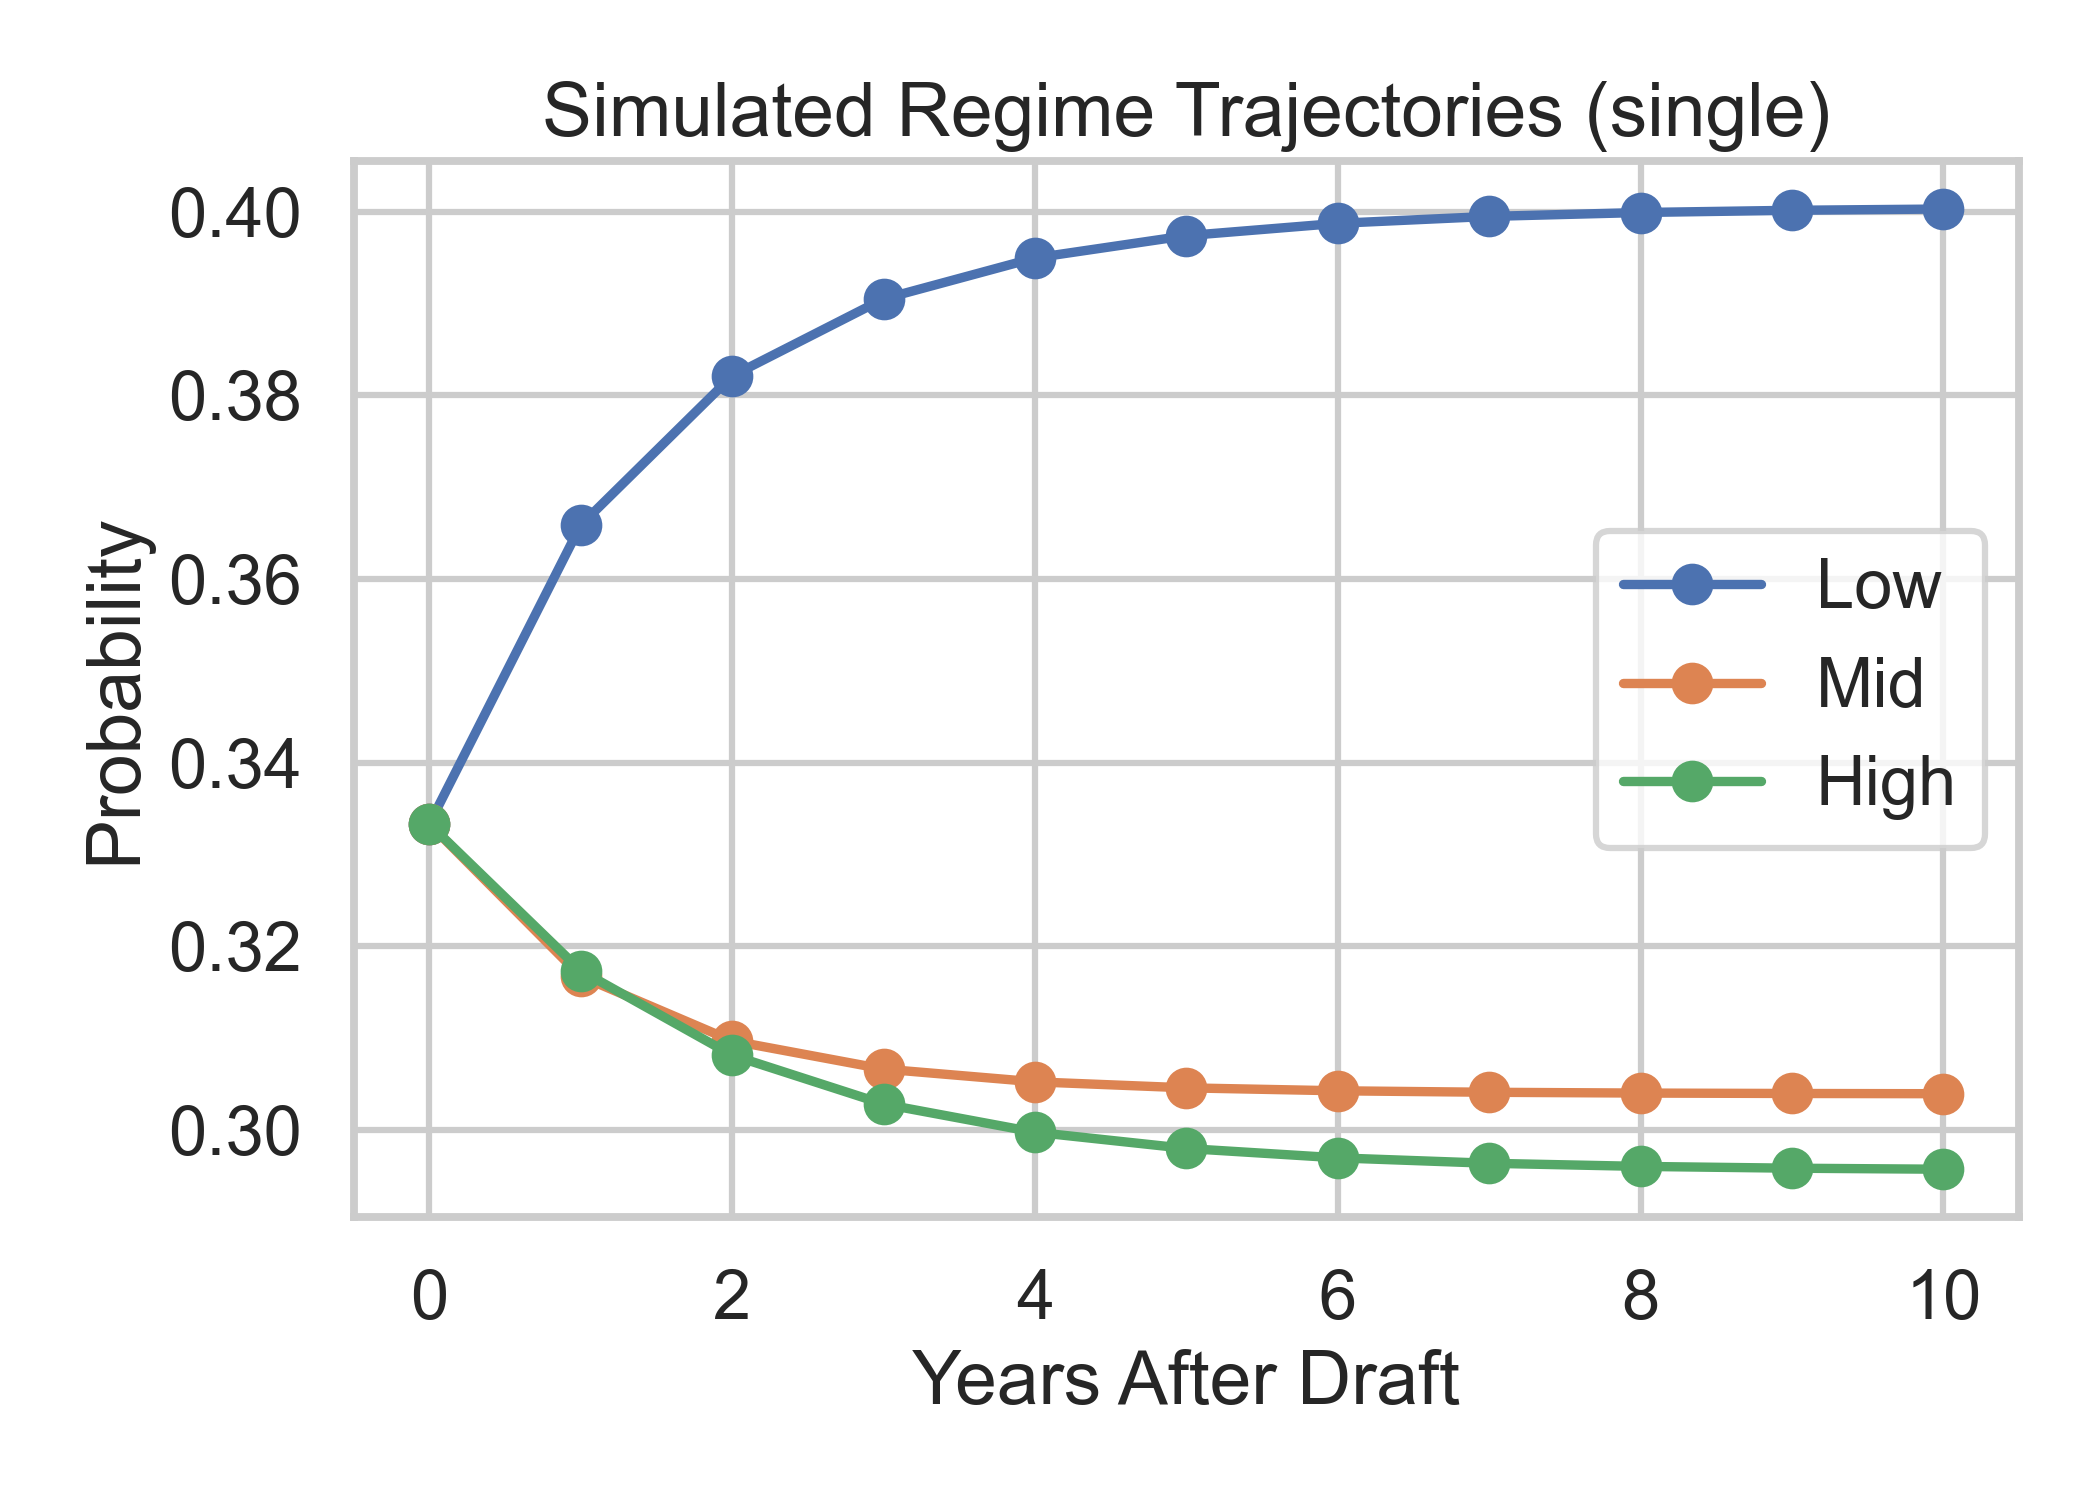 Simulated Regime Trajectories (single)
0.40
0.38
0.36
0.34
0.32
0.30
Probability
Low
Mid
High
0 2 4 6 8 10
Years After Draft